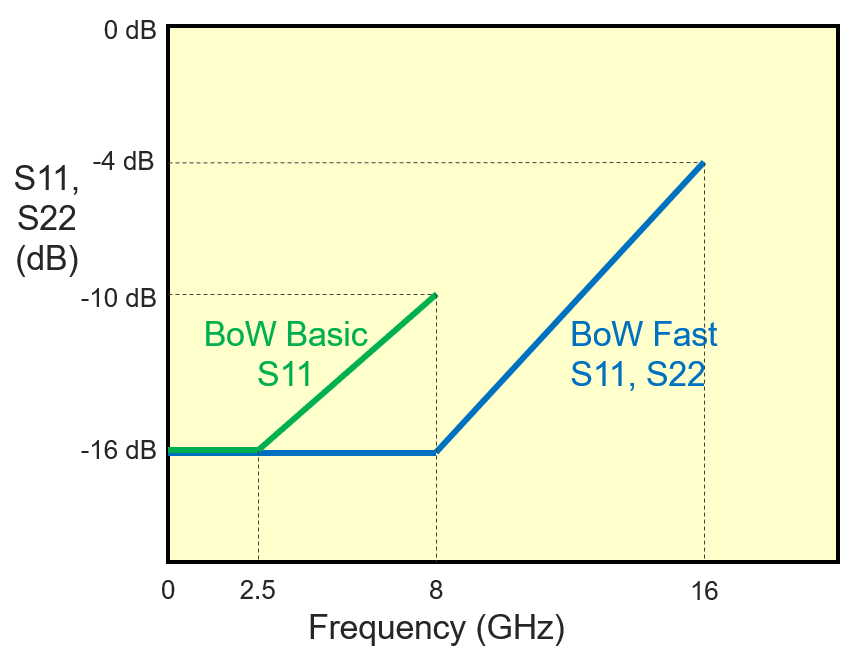 0 dB
-4 dB
S11,
S22
(dB)
-10 dB
BoW Basic
S11
BoW Fast
S11, S22
-16 dB
0
2.5
8
16
Frequency (GHz)